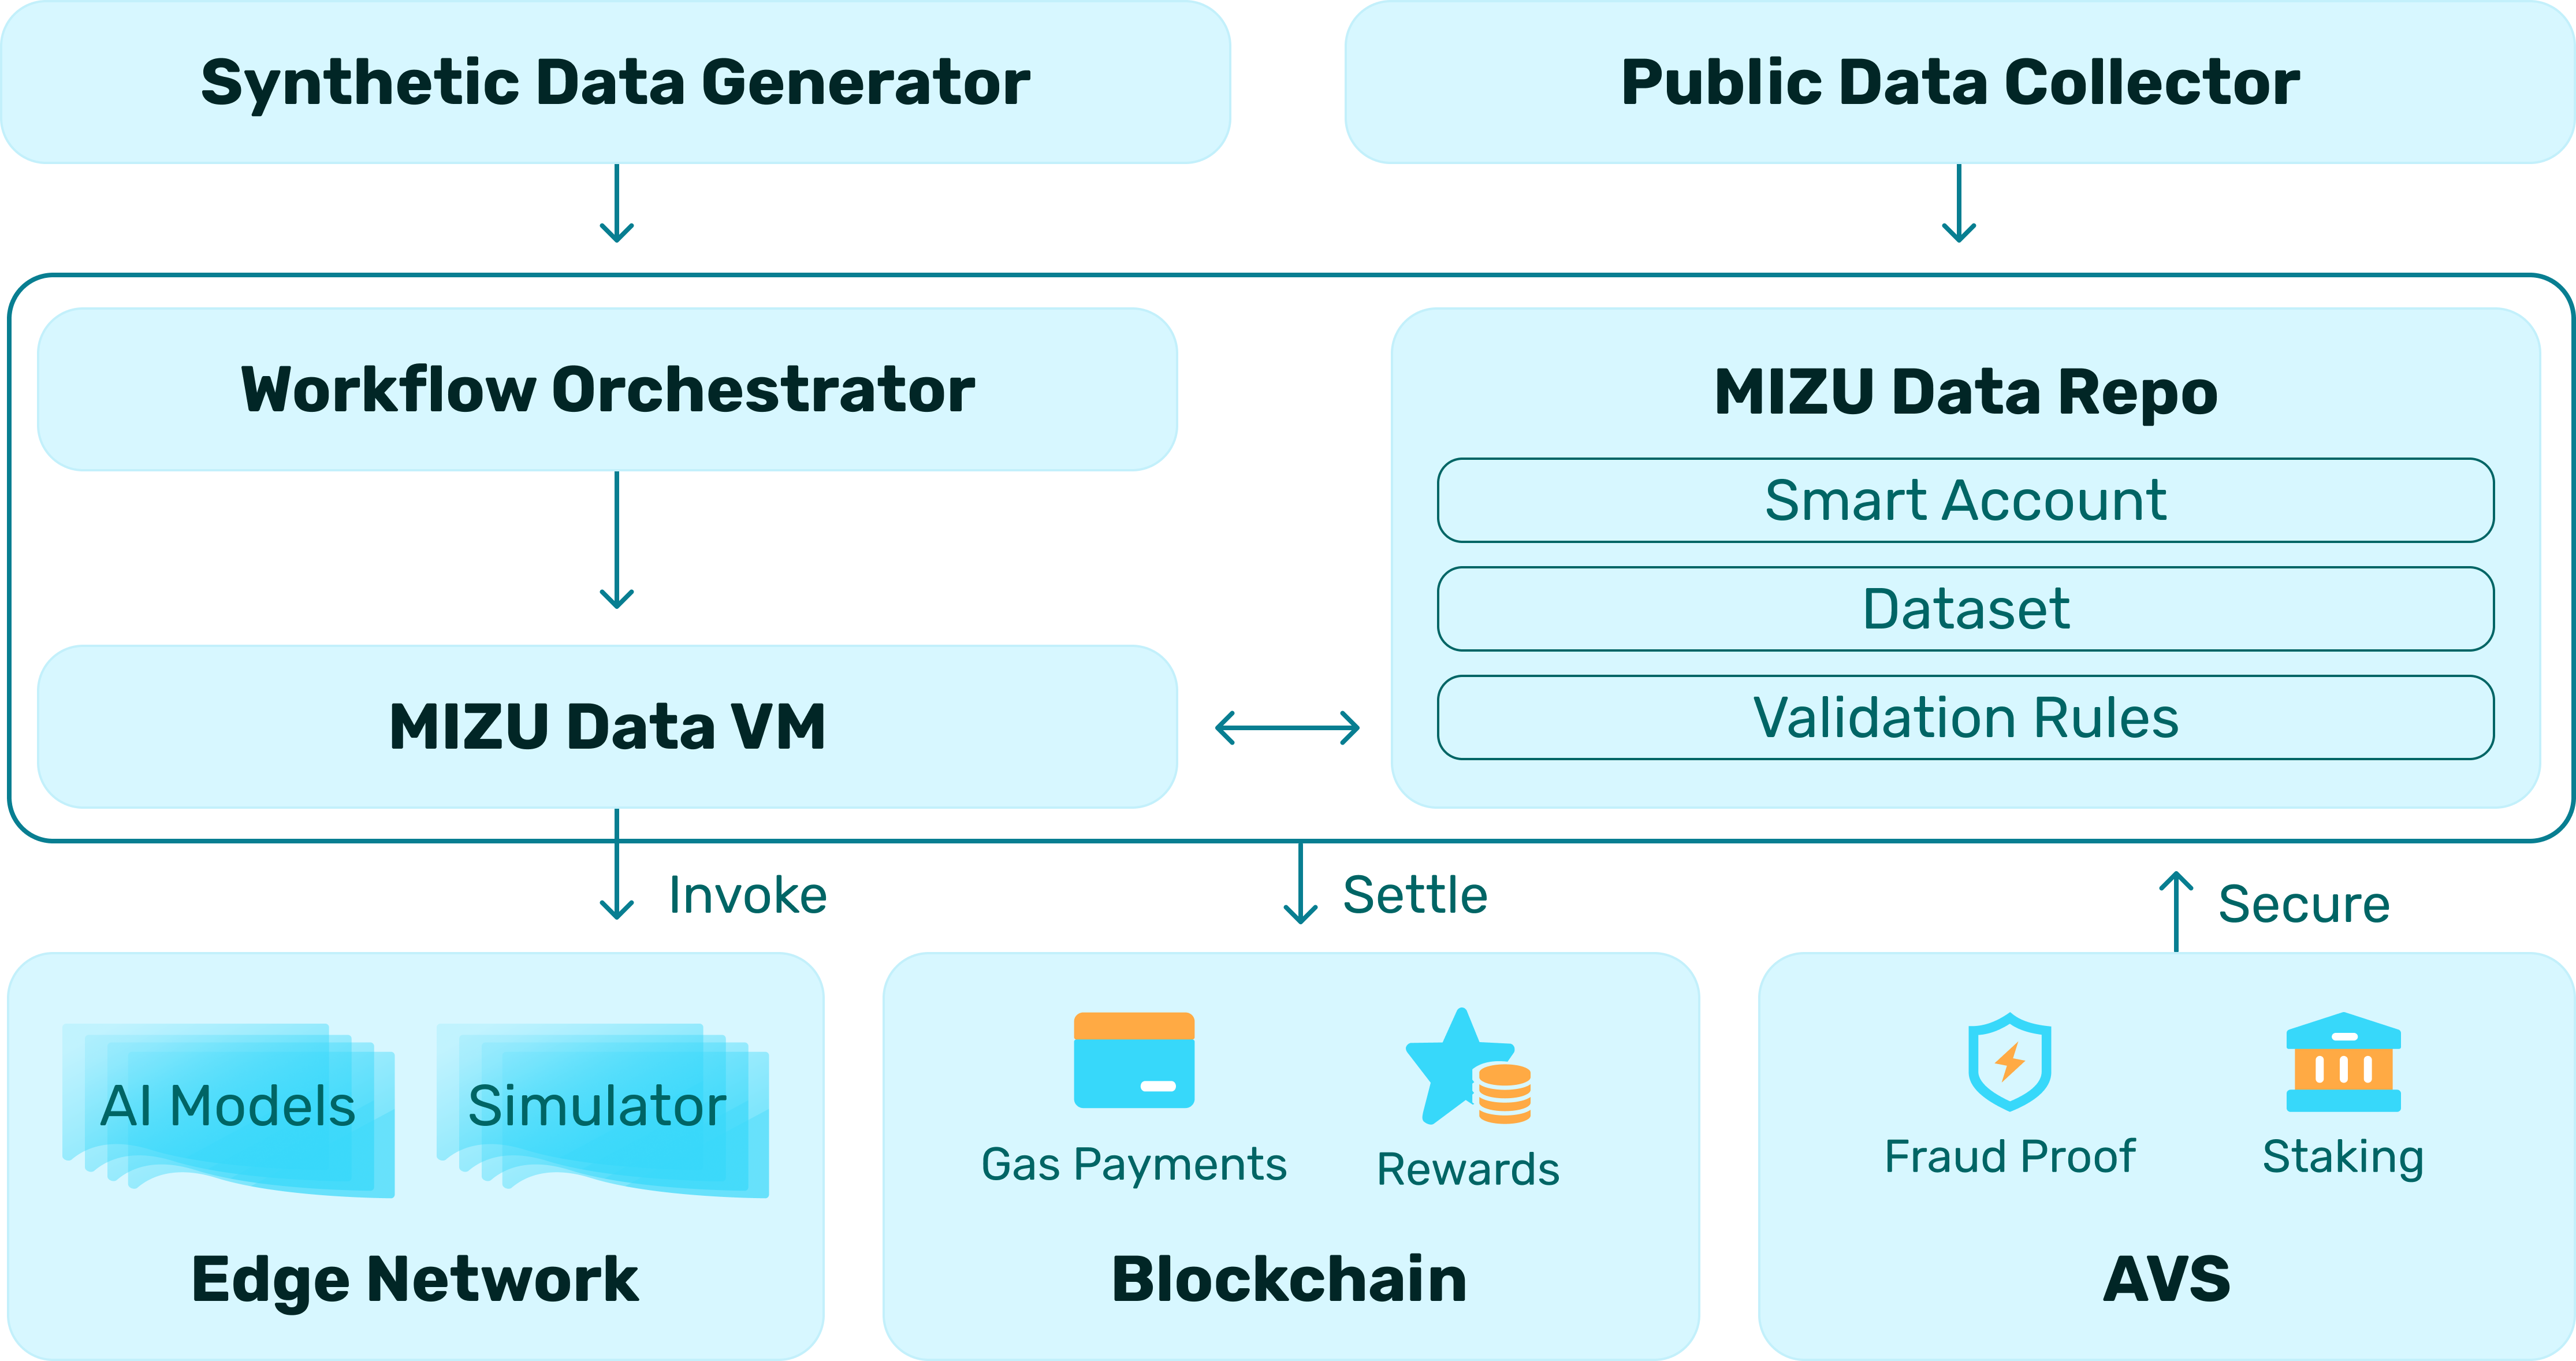 Synthetic Data Generator
Public Data Collector
Workflow Orchestrator
MIZU Data Repo
Smart Account
Dataset
Validation Rules
MIZU Data VM
Invoke
Settle
Secure
AI Models
Simulator
Edge Network
Gas Payments
Rewards
Blockchain
Fraud Proof
Staking
AVS